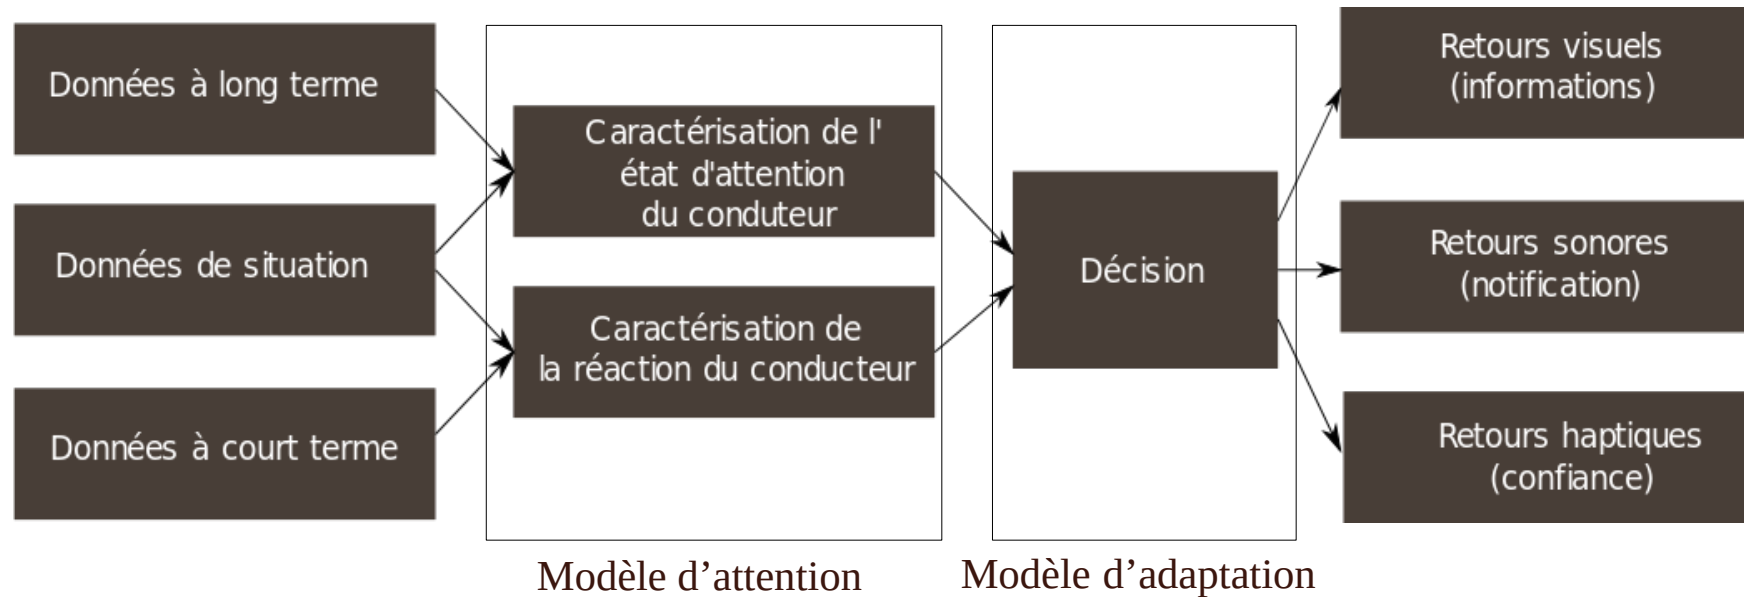 Données à long terme
Données de situation
Données à court terme
Caractérisation de l'
état d'attention
du conduteur
Caractérisation de
la réaction du conducteur
Modèle d’attention
Décision
Modèle d’adaptation
Retours visuels
(informations)
Retours sonores
(notification)
Retours haptiques
(confiance)